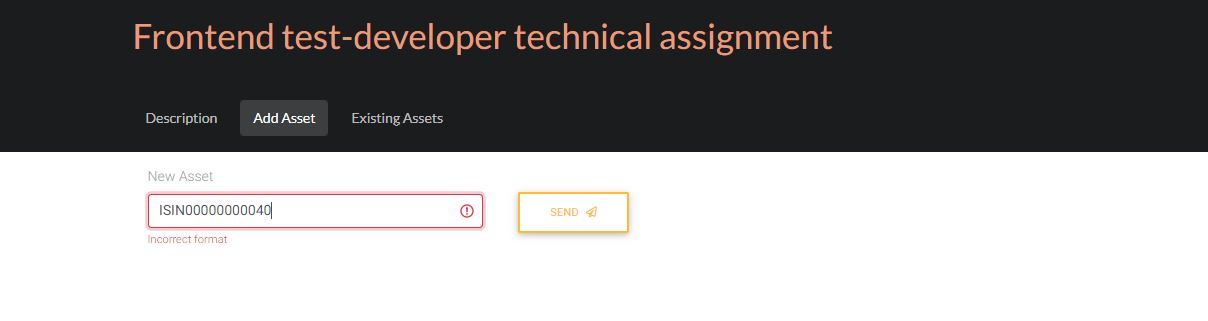 Frontend test-developer technical assignment
Description Add Asset Existing Assets
New Asset
ISIN00000000040
SEND
Incorrect format